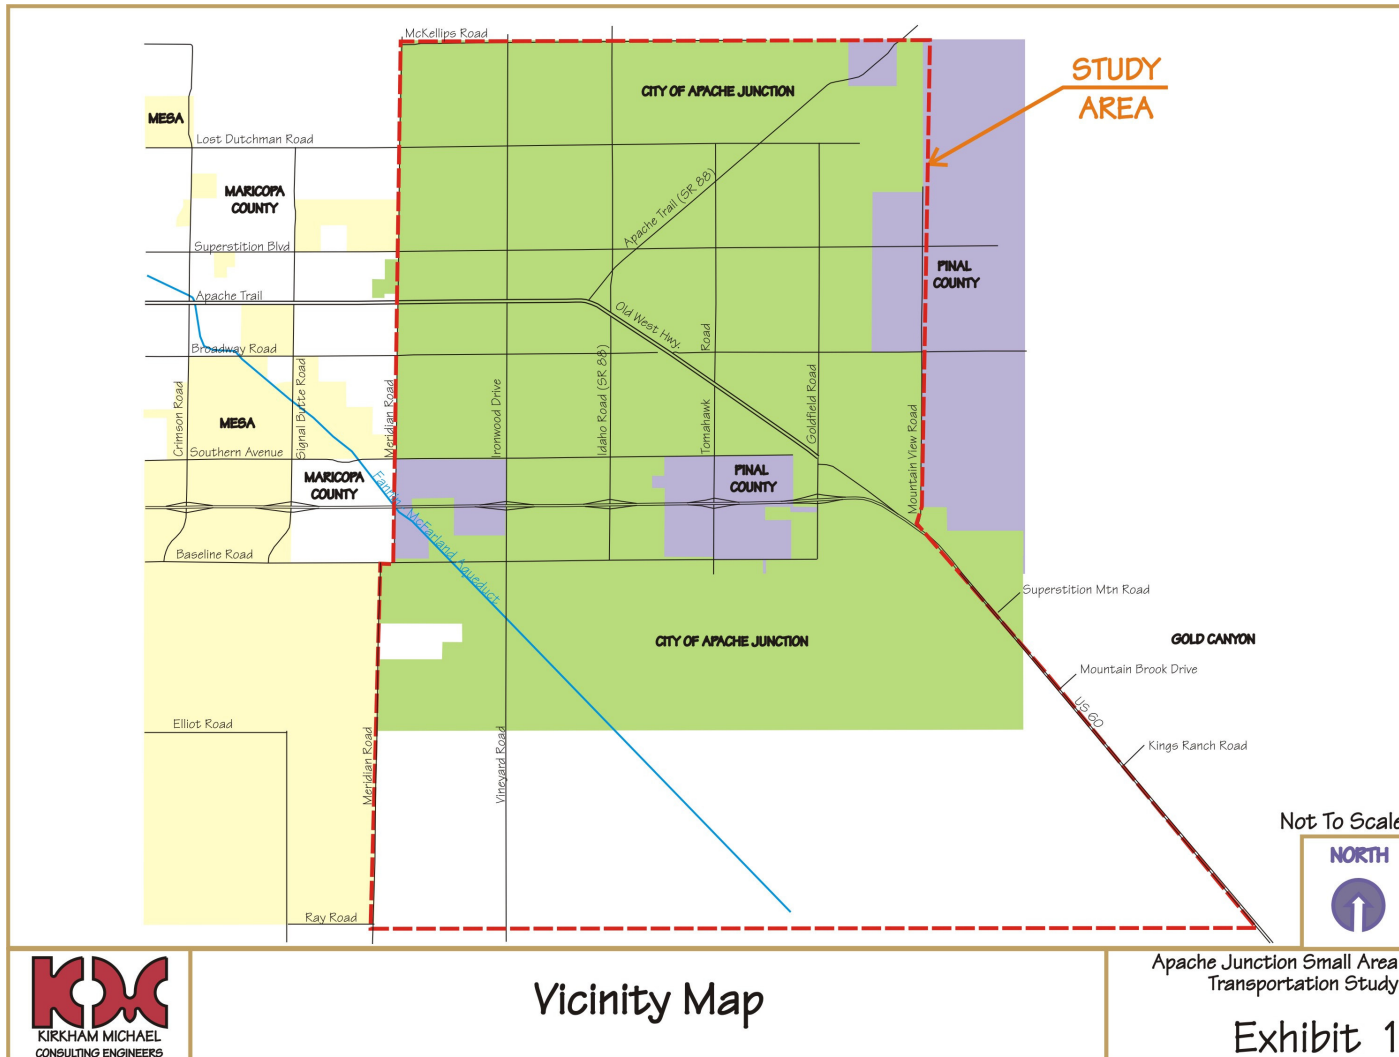 McKellips Road
STUDY
AREA
CITY OF APACHE JUNCTION
MESA
Lost Dutchman Road
MARICOPA
COUNTY
Apache Trail (SR 88)
Superstition Blvd
PINAL
COUNTY
Apache Trail
Old West Hwy.
Road
Broadway Road
Crimson Road
Signal Butte Road
Meridian Road
Ironwood Drive
Idaho Road (SR 88)
Tomahawk
Goldfield Road
Mountain View Road
MESA
Southern Avenue
MARICOPA
COUNTY
PINAL
COUNTY
Fannin - McFarland Aqueduct
Baseline Road
Superstition Mtn Road
CITY OF APACHE JUNCTION
GOLD CANYON
Mountain Brook Drive
US 60
Elliot Road
Meridian Road
Vineyard Road
Kings Ranch Road
Not To Scale
NORTH
Ray Road
KIRKHAM MICHAEL
CONSULTING ENGINEERS
Vicinity Map
Apache Junction Small Area
Transportation Study
Exhibit 1